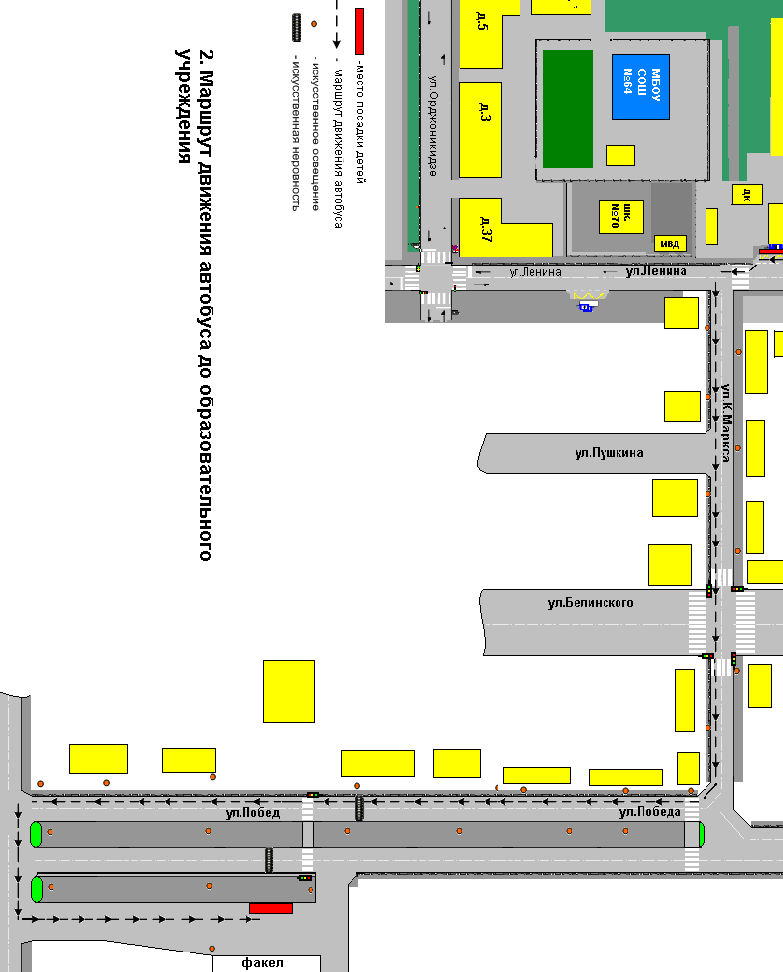 2. Маршрут движения автобуса до образовательного
учреждения
-место посадки детей
- маршрут движения автобуса
- искусственное освещение
- искусственная неровность
ул.Орджоникидзе
д.5
д.3
д.37
МБОУ
СОШ
№64
шк.
№70
ИВД
дк
ул.Ленина
ул.Ленина
ул.К.Маркса
ул.Пушкина
ул.Белинского
ул.Побед
ул.Победа
факел